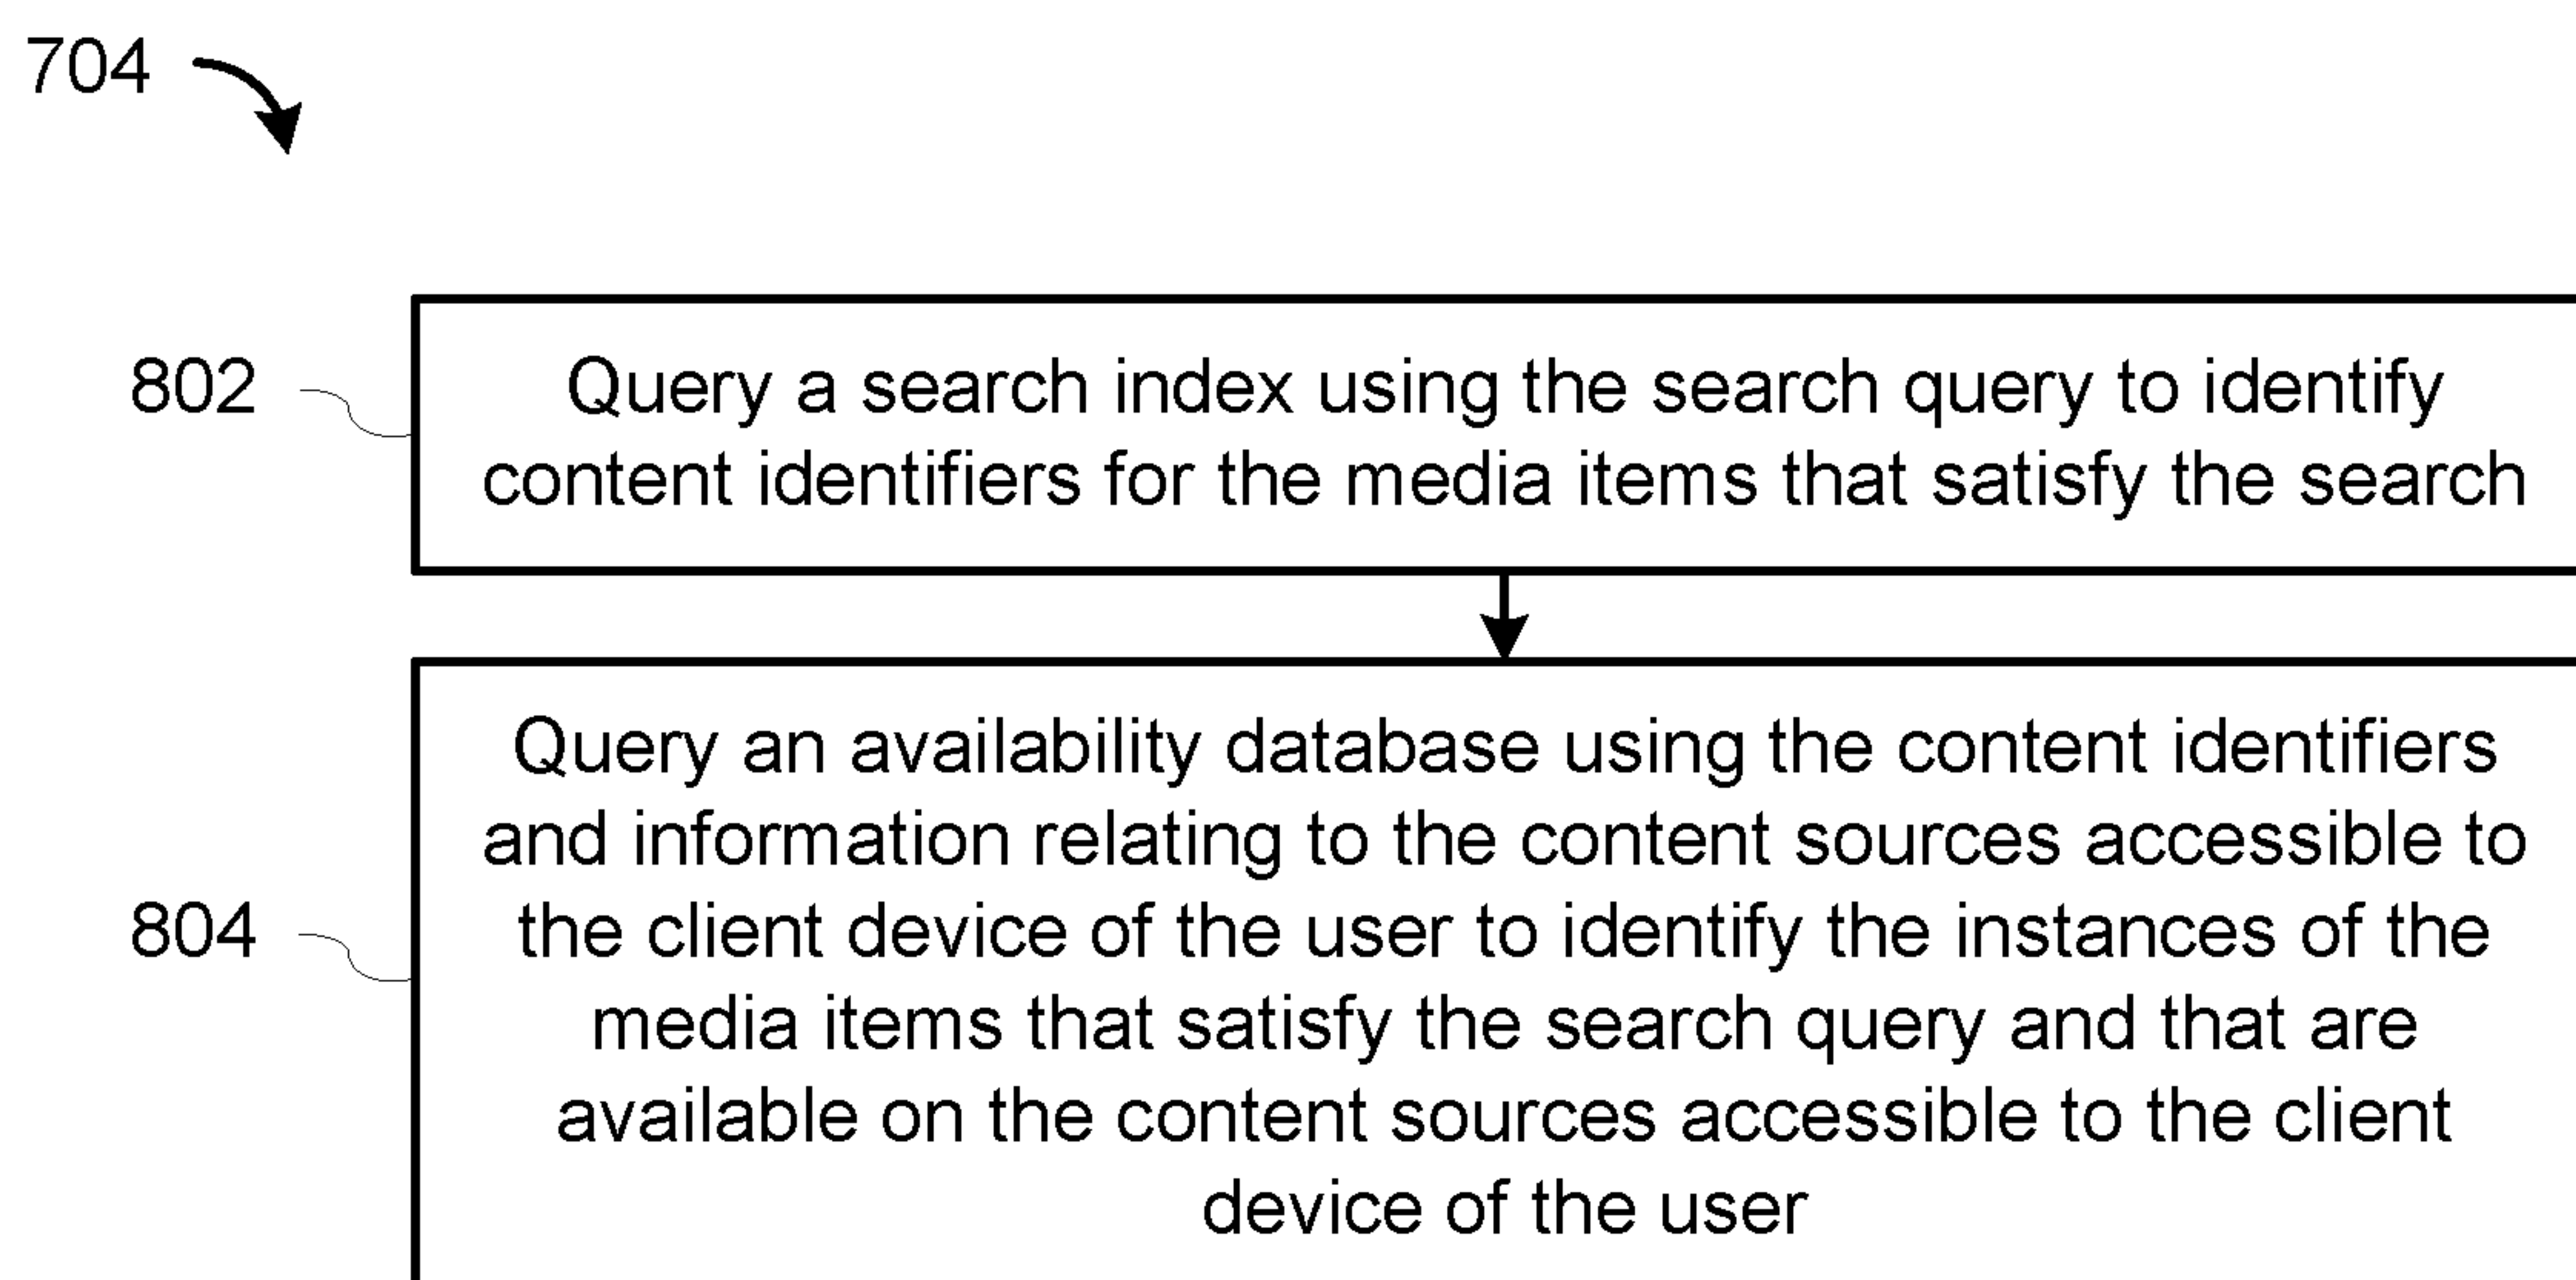 704
802
Query a search index using the search query to identify
content identifiers for the media items that satisfy the search
804
Query an availability database using the content identifiers
and information relating to the content sources accessible to
the client device of the user to identify the instances of the
media items that satisfy the search query and that are
available on the content sources accessible to the client
device of the user